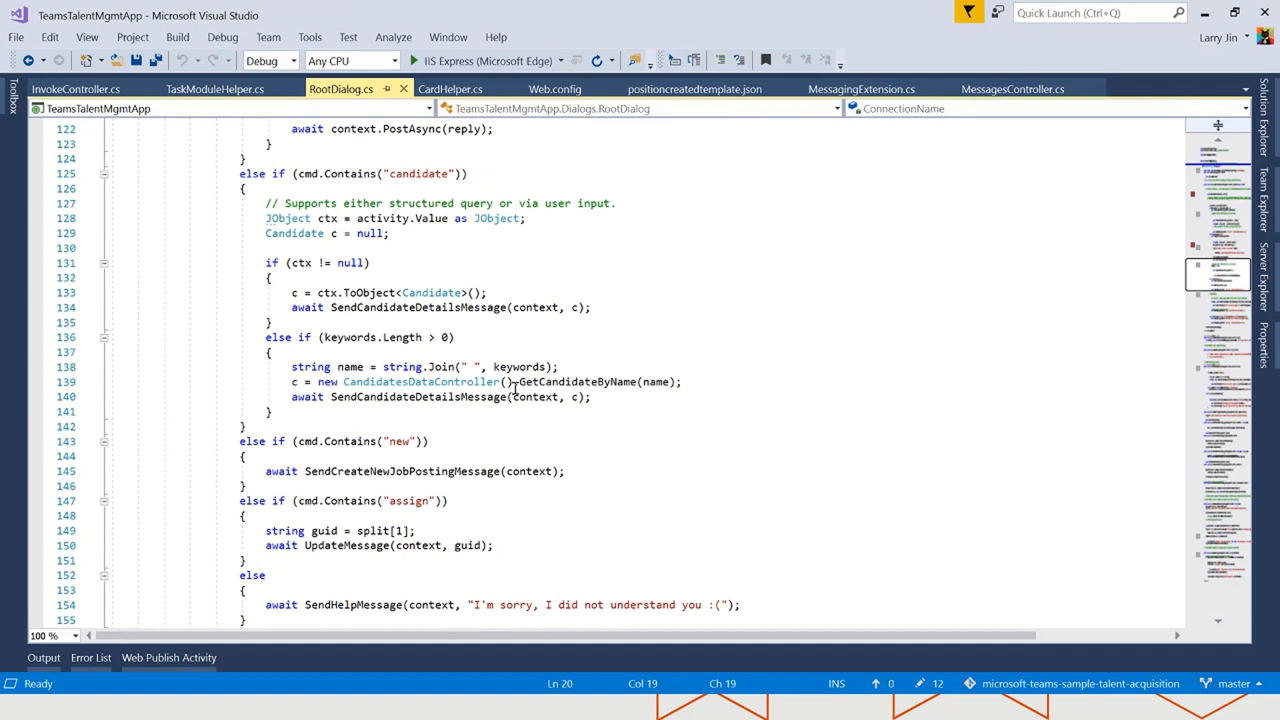 TeamsTalentMgmtApp - Microsoft Visual Studio
Quick Launch (Ctrl+Q)
File Edit View Project Build Debug Team Tools Test Analyze Window Help
Larry Jin
Debug Any CPU IIS Express (Microsoft Edge)
InvokeController.cs TaskModuleHelper.cs RootDialog.cs CardHelper.cs Web.config positioncreatedtemplate.json MessagingExtension.cs MessagesController.cs
TeamsTalentMgmtApp TeamsTalentMgmtApp.Dialogs.RootDialog ConnectionName
Toolbox
Solution Explorer
Team Explorer
Server Explorer
Properties
122 await context.PostAsync(reply);
123 }
124 }
125 else if (cmd.Contains("candidate"))
126 {
127 // Supports either structured query or via user input.
128 JObject ctx = activity.Value as JObject
129 Candidate c = null;
130
131 if (ctx != null)
132 {
133 c = ctx.ToObject<Candidate>();
134 await c);
135 }
136 else if (keywords.Length > 0)
137 {
138 string name = string (" ",
139 c = new CandidatesDataController() (name);
140 await c);
141 }
142 }
143 else if (cmd.Contains("new"))
144 {
145 await SendCreateNewJobPostingMessage(context);
146 }
147 else if (cmd.Contains("assign"))
148 {
149 string guid = split[1];
150 await UpdateMessage(context, guid);
151 }
152 else
153 {
154 await SendHelpMessage(context, "I'm sorry, I did not understand you :(");
155 }
100 %
Output Error List Web Publish Activity
Ready Ln 20 Col 19 Ch 19 INS 0 12 microsoft-teams-sample-talent-acquisition master